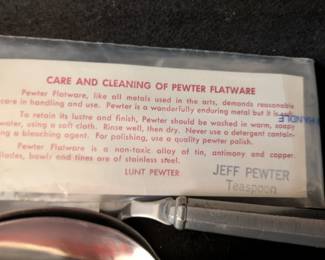 CARE AND CLEANING OF PEWTER FLATWARE
Pewter Flatware, like all metals used in the arts, demands reasonable
care in handling and use. Pewter is a wonderfully enduring metal but it is
To retain its lustre and finish, Pewter should be washed in warm, soapy
water, using a soft cloth. Rinse well, then dry. Never use a detergent contain-
ing a bleaching agent. For polishing, use a quality pewter polish.
Pewter Flatware is a non-toxic alloy of tin, antimony and copper.
Blades, bowls and tines are of stainless steel.
LUNT PEWTER
JEFF PEWTER
Teaspoon
HANDLE